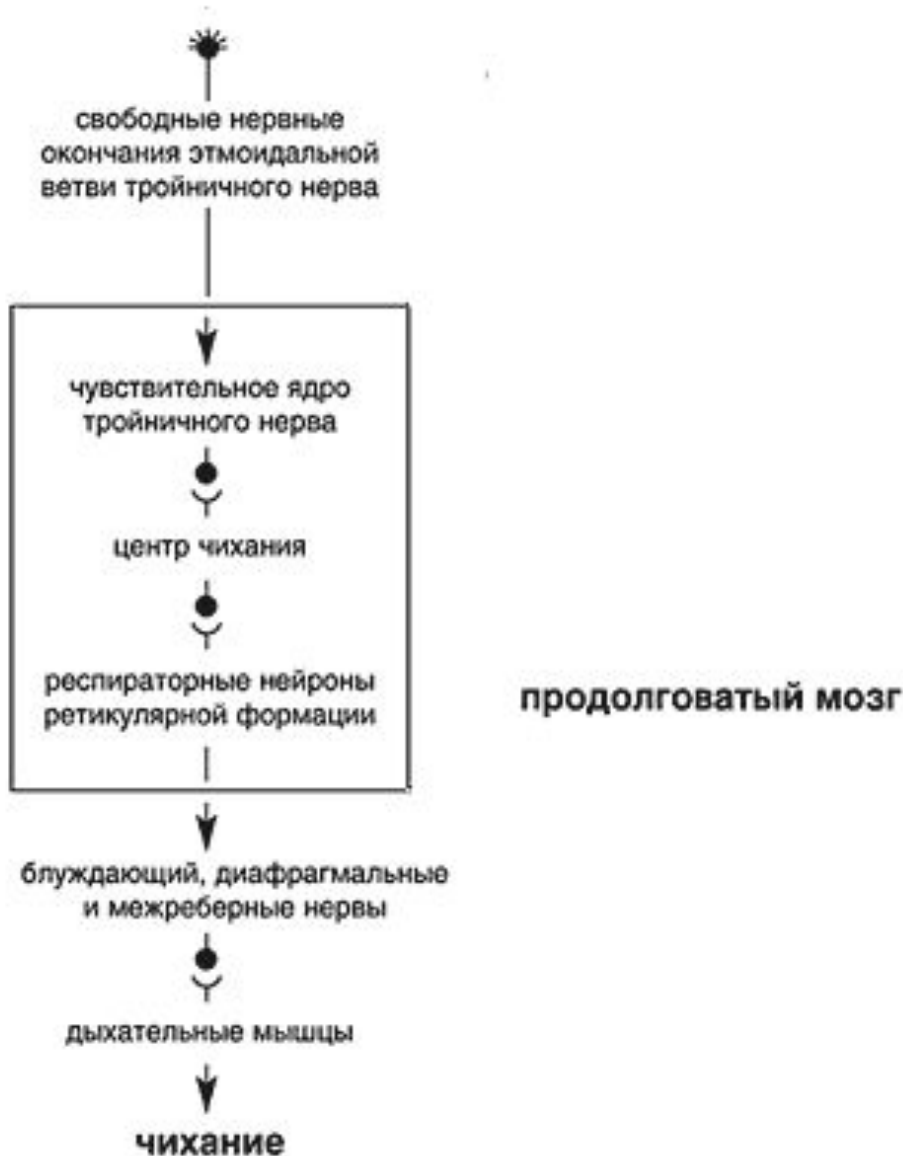 свободные нервные
окончания этмоидальной
ветви тройничного нерва
чувствительное ядро
тройничного нерва
центр чихания
респираторные нейроны
ретикулярной формации
продолговатый мозг
блуждающий, диафрагмальные
и межреберные нервы
дыхательные мышцы
чихание